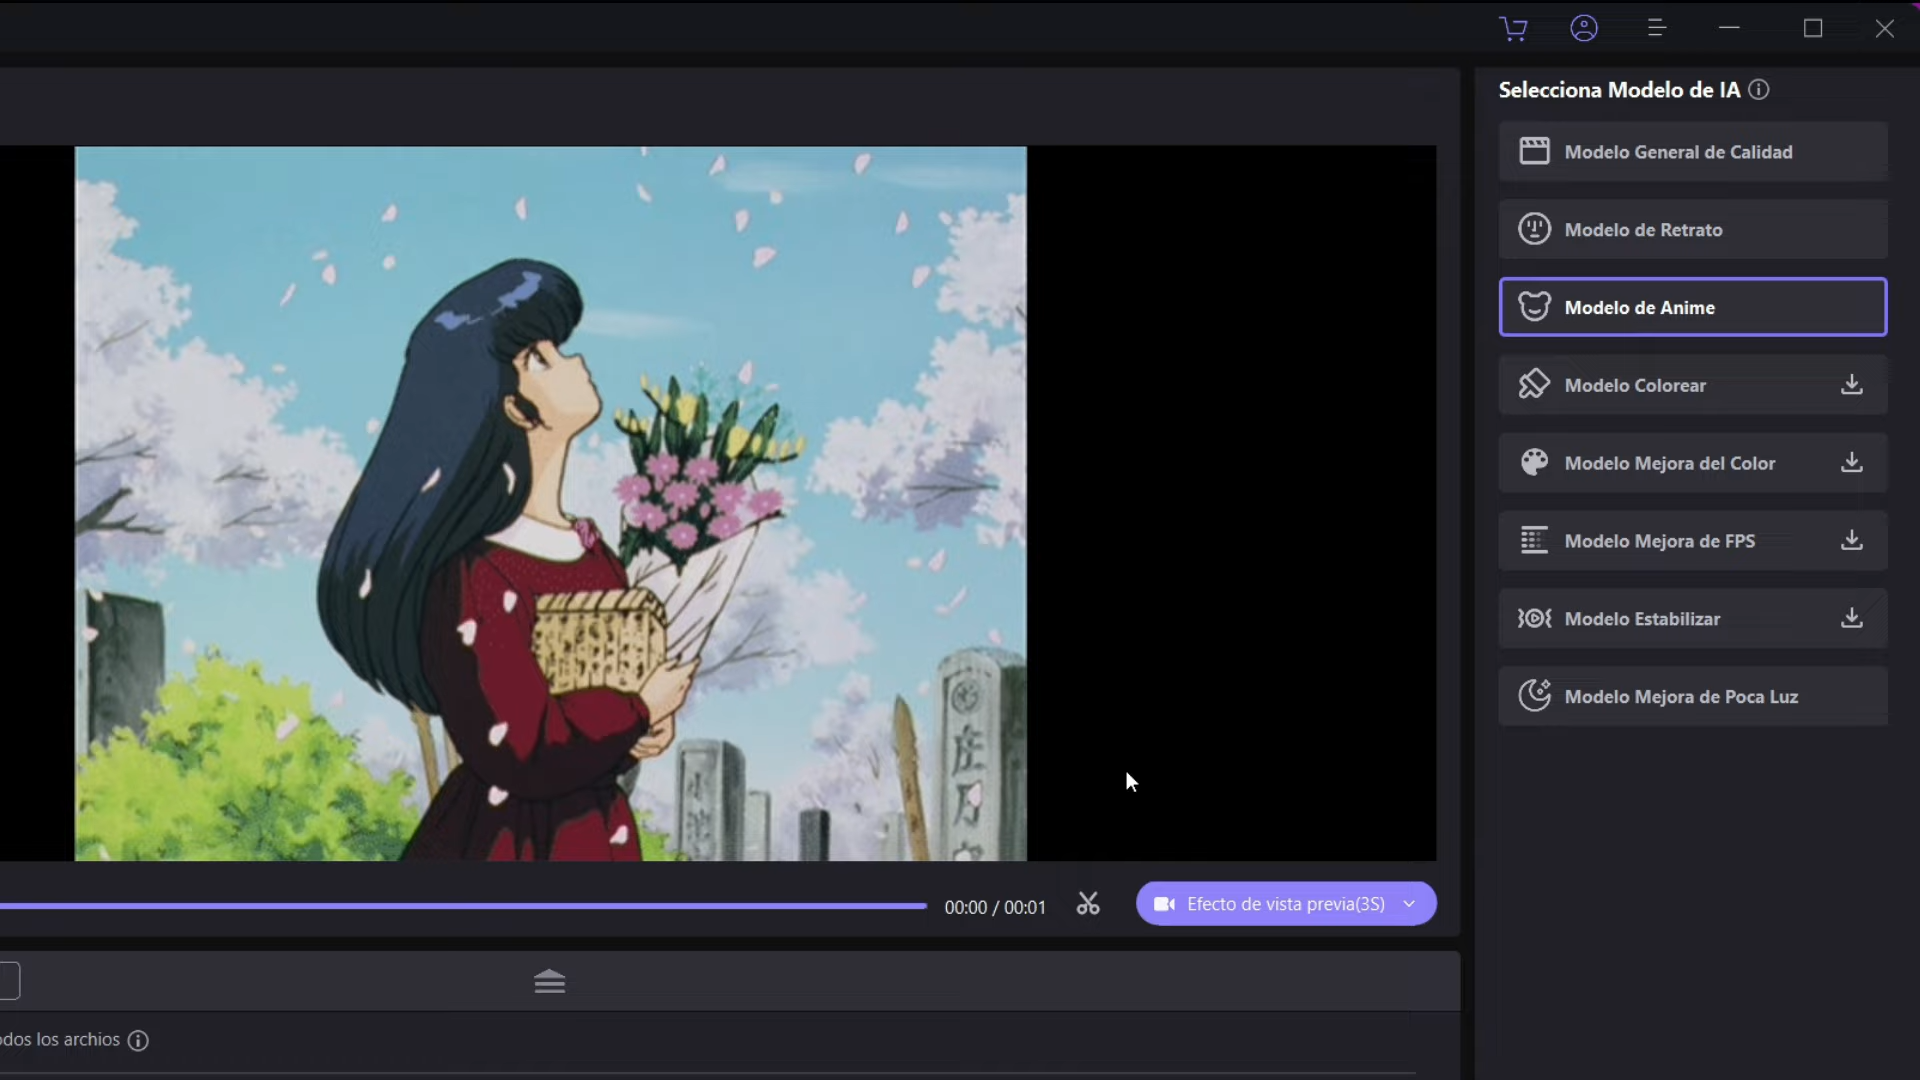 Selecciona Modelo de IA
Modelo General de Calidad
Modelo de Retrato
Modelo de Anime
Modelo Colorear
Modelo Mejora del Color
Modelo Mejora de FPS
Modelo Estabilizar
Modelo Mejora de Poca Luz
00:00 / 00:01
Efecto de vista previa(3S)
odos los archios